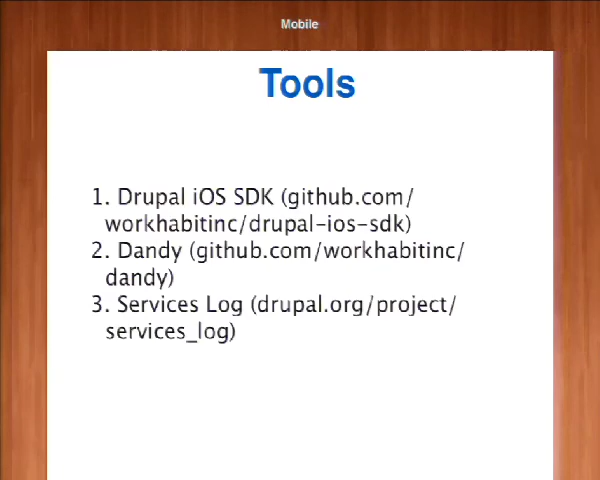 Mobile
Tools
1. Drupal iOS SDK (github.com/
workhabitinc/drupal-ios-sdk)
2. Dandy (github.com/workhabitinc/
dandy)
3. Services Log (drupal.org/project/
services_log)